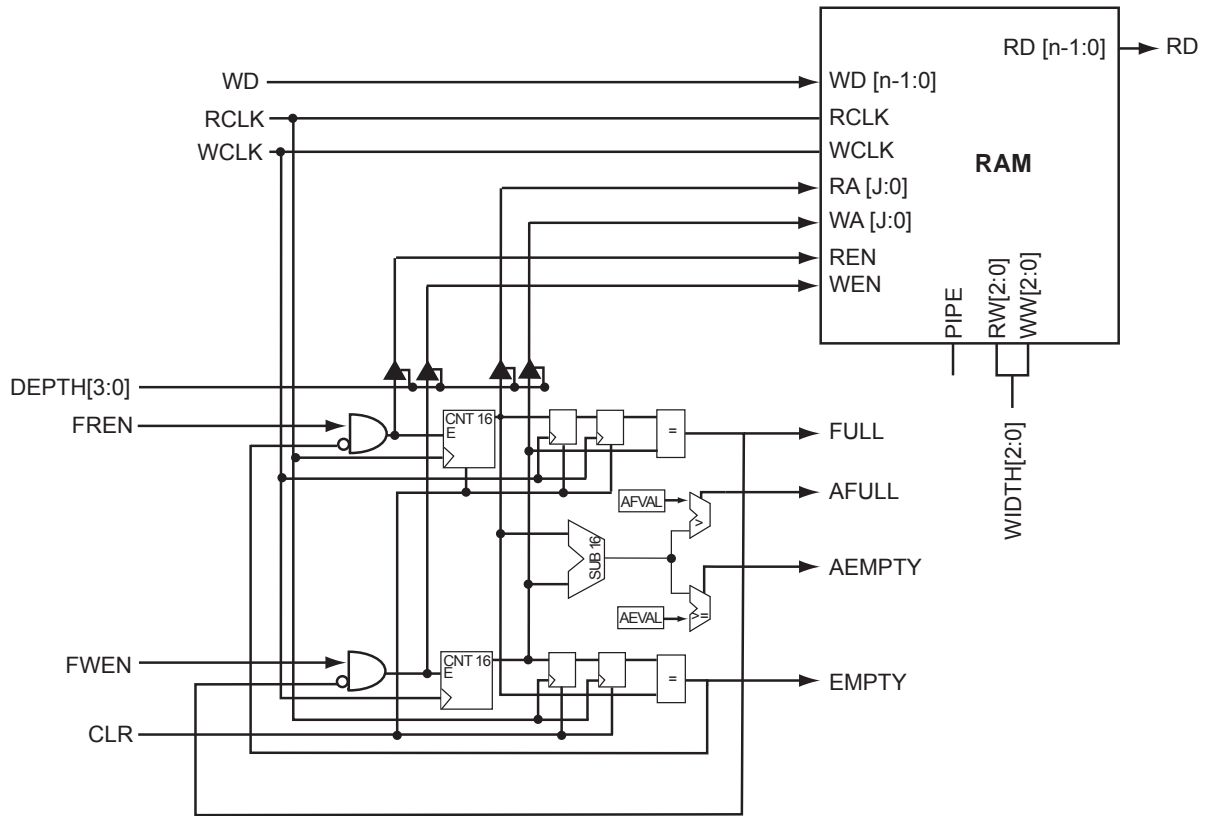 RD [n-1:0]
RD
WD
WD [n-1:0]
RCLK
RCLK
WCLK
WCLK
RAM
RA [J:0]
WA [J:0]
REN
WEN
PIPE
RW[2:0]
WW[2:0]
WIDTH[2:0]
DEPTH[3:0]
FREN
CNT 16
E
=
FULL
AFVAL
>
AFULL
SUB 16
AEMPTY
AEVAL
>=
FWEN
CNT 16
E
=
EMPTY
CLR